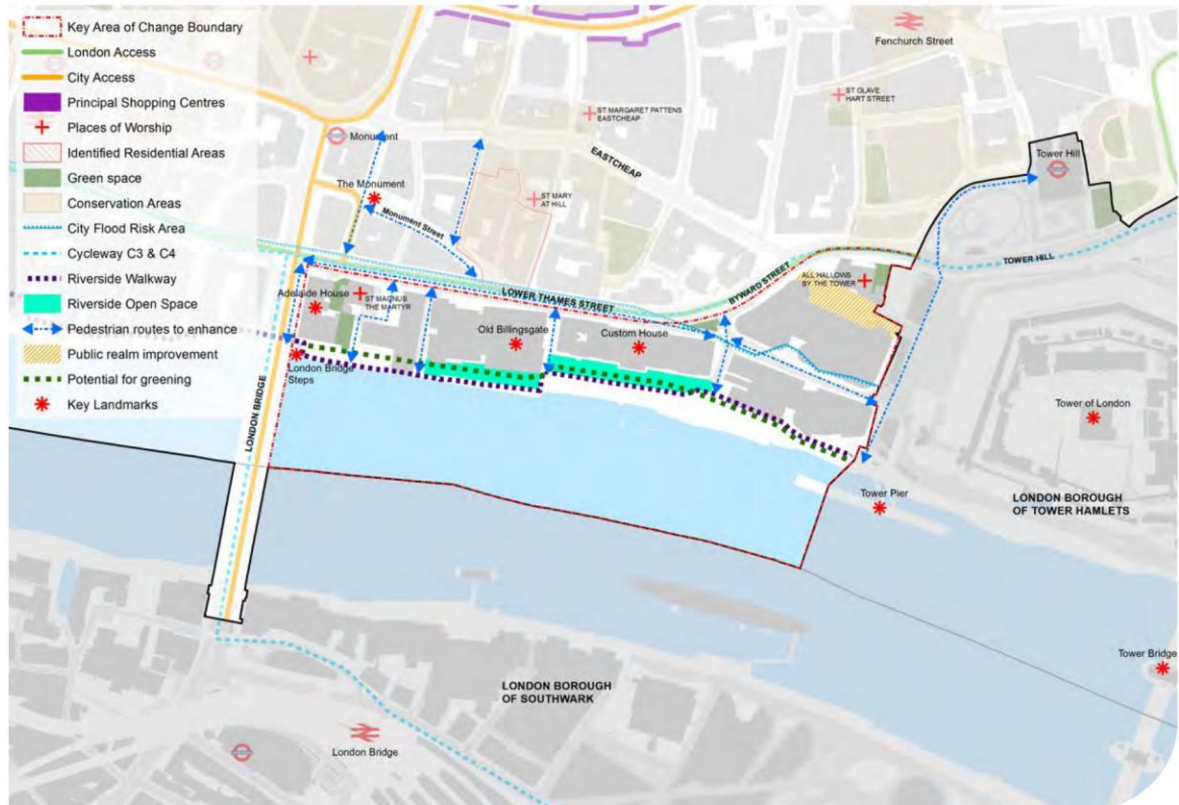 Key Area of Change Boundary
London Access
City Access
Principal Shopping Centres
Places of Worship
Identified Residential Areas
Green space
Conservation Areas
City Flood Risk Area
Cycleway C3 & C4
Riverside Walkway
Riverside Open Space
Pedestrian routes to enhance
Public realm improvement
Potential for greening
Key Landmarks
Fenchurch Street
ST OLAVE
HART STREET
ST MARGARET PATTENS
EASTCHEAP
Monument
EASTCHEAP
Tower Hill
The Monument
ST MARY
AT HILL
Monument Street
TOWER HILL
BYWARD STREET
ALL HALLOWS
BY THE TOWER
LOWER THAMES STREET
Adelaide House
ST MAGNUS
THE MARTYR
Old Billingsgate
Custom House
London Bridge
Steps
LONDON BRIDGE
Tower of London
Tower Pier
LONDON BOROUGH
OF TOWER HAMLETS
Tower Bridge
LONDON BOROUGH
OF SOUTHWARK
London Bridge